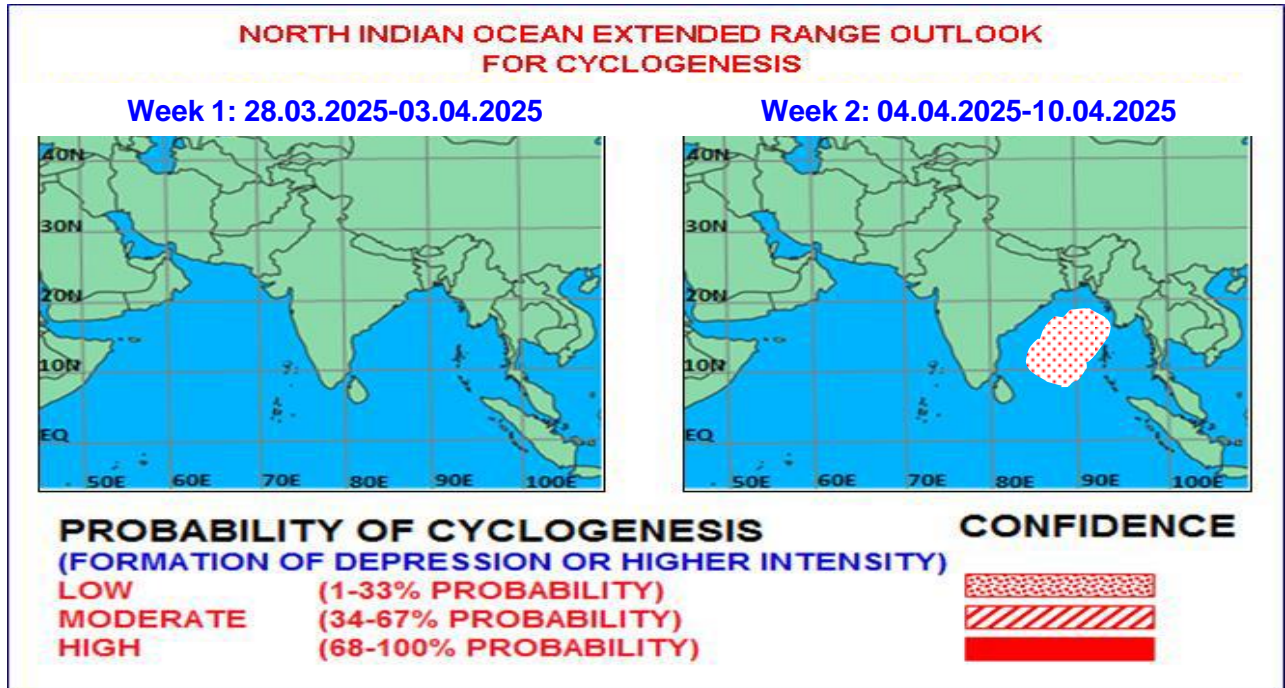 NORTH INDIAN OCEAN EXTENDED RANGE OUTLOOK
FOR CYCLOGENESIS
Week 1: 28.03.2025-03.04.2025
40N
30N
20N
10N
EQ
50E 60E 70E 80E 90E 100E
Week 2: 04.04.2025-10.04.2025
40N
30N
20N
10N
EQ
50E 60E 70E 80E 90E 100E
PROBABILITY OF CYCLOGENESIS CONFIDENCE
(FORMATION OF DEPRESSION OR HIGHER INTENSITY)
LOW (1-33% PROBABILITY)
MODERATE (34-67% PROBABILITY)
HIGH (68-100% PROBABILITY)